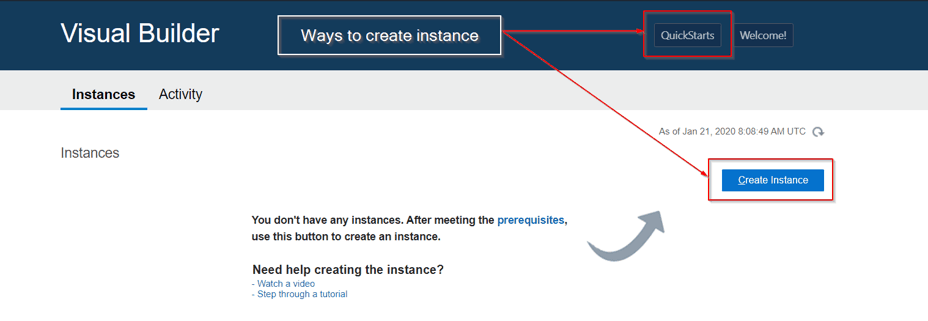 Visual Builder
Ways to create instance
QuickStarts
Welcome!
Instances
Activity
As of Jan 21, 2020 8:08:49 AM UTC
Instances
Create Instance
You don't have any instances. After meeting the prerequisites,
use this button to create an instance.
Need help creating the instance?
- Watch a video
- Step through a tutorial